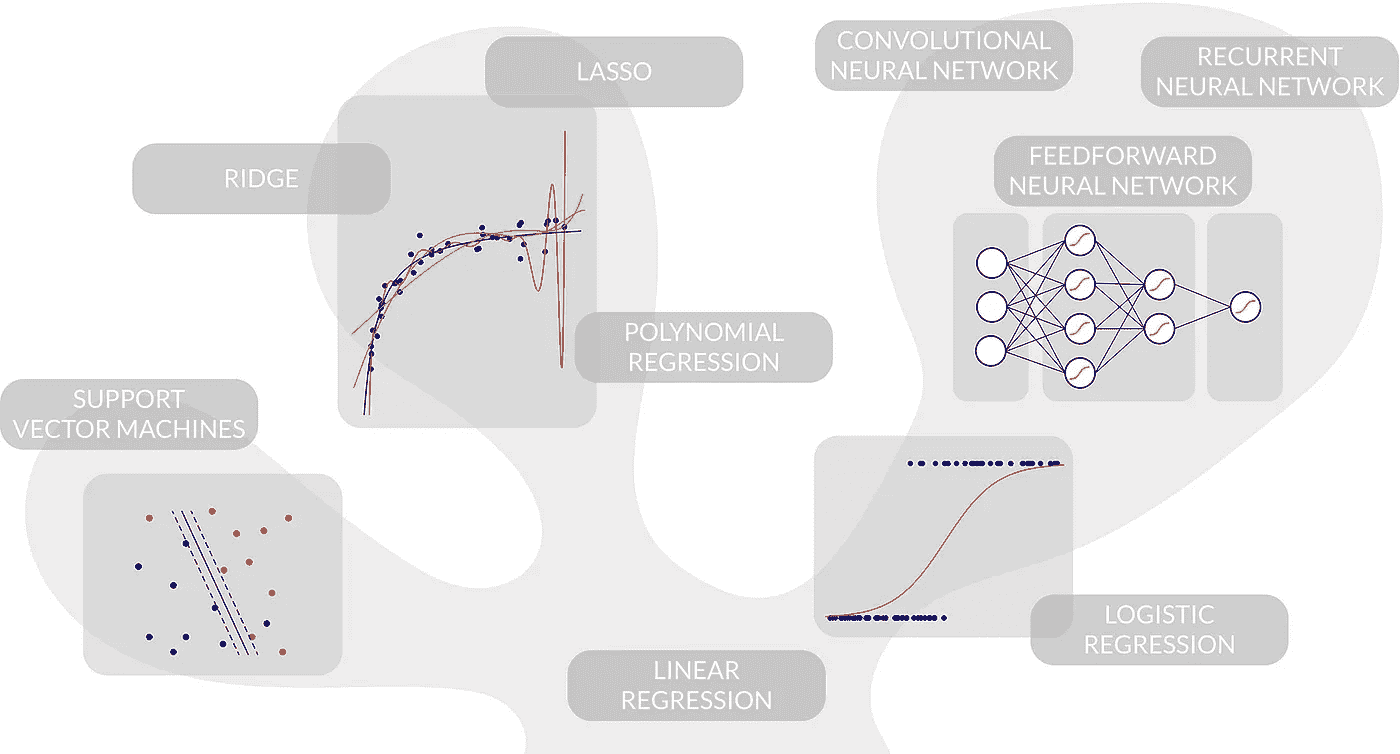 LASSO
CONVOLUTIONAL
NEURAL NETWORK
RECURRENT
NEURAL NETWORK
RIDGE
FEEDFORWARD
NEURAL NETWORK
POLYNOMIAL
REGRESSION
SUPPORT
VECTOR MACHINES
LOGISTIC
REGRESSION
LINEAR
REGRESSION